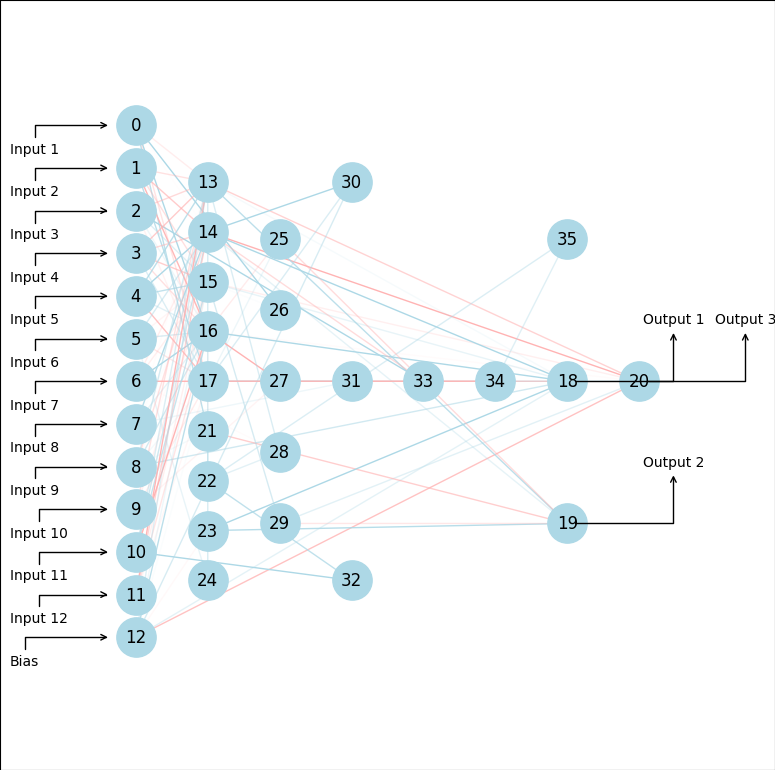 0
Input 1
1
Input 2
2
Input 3
3
Input 4
4
Input 5
5
Input 6
6
Input 7
7
Input 8
8
Input 9
9
Input 10
10
Input 11
11
Input 12
12
Bias
13
14
15
16
17
21
22
23
24
25
26
27
28
29
30
31
32
33
34
35
18
19
20
Output 1
Output 3
Output 2